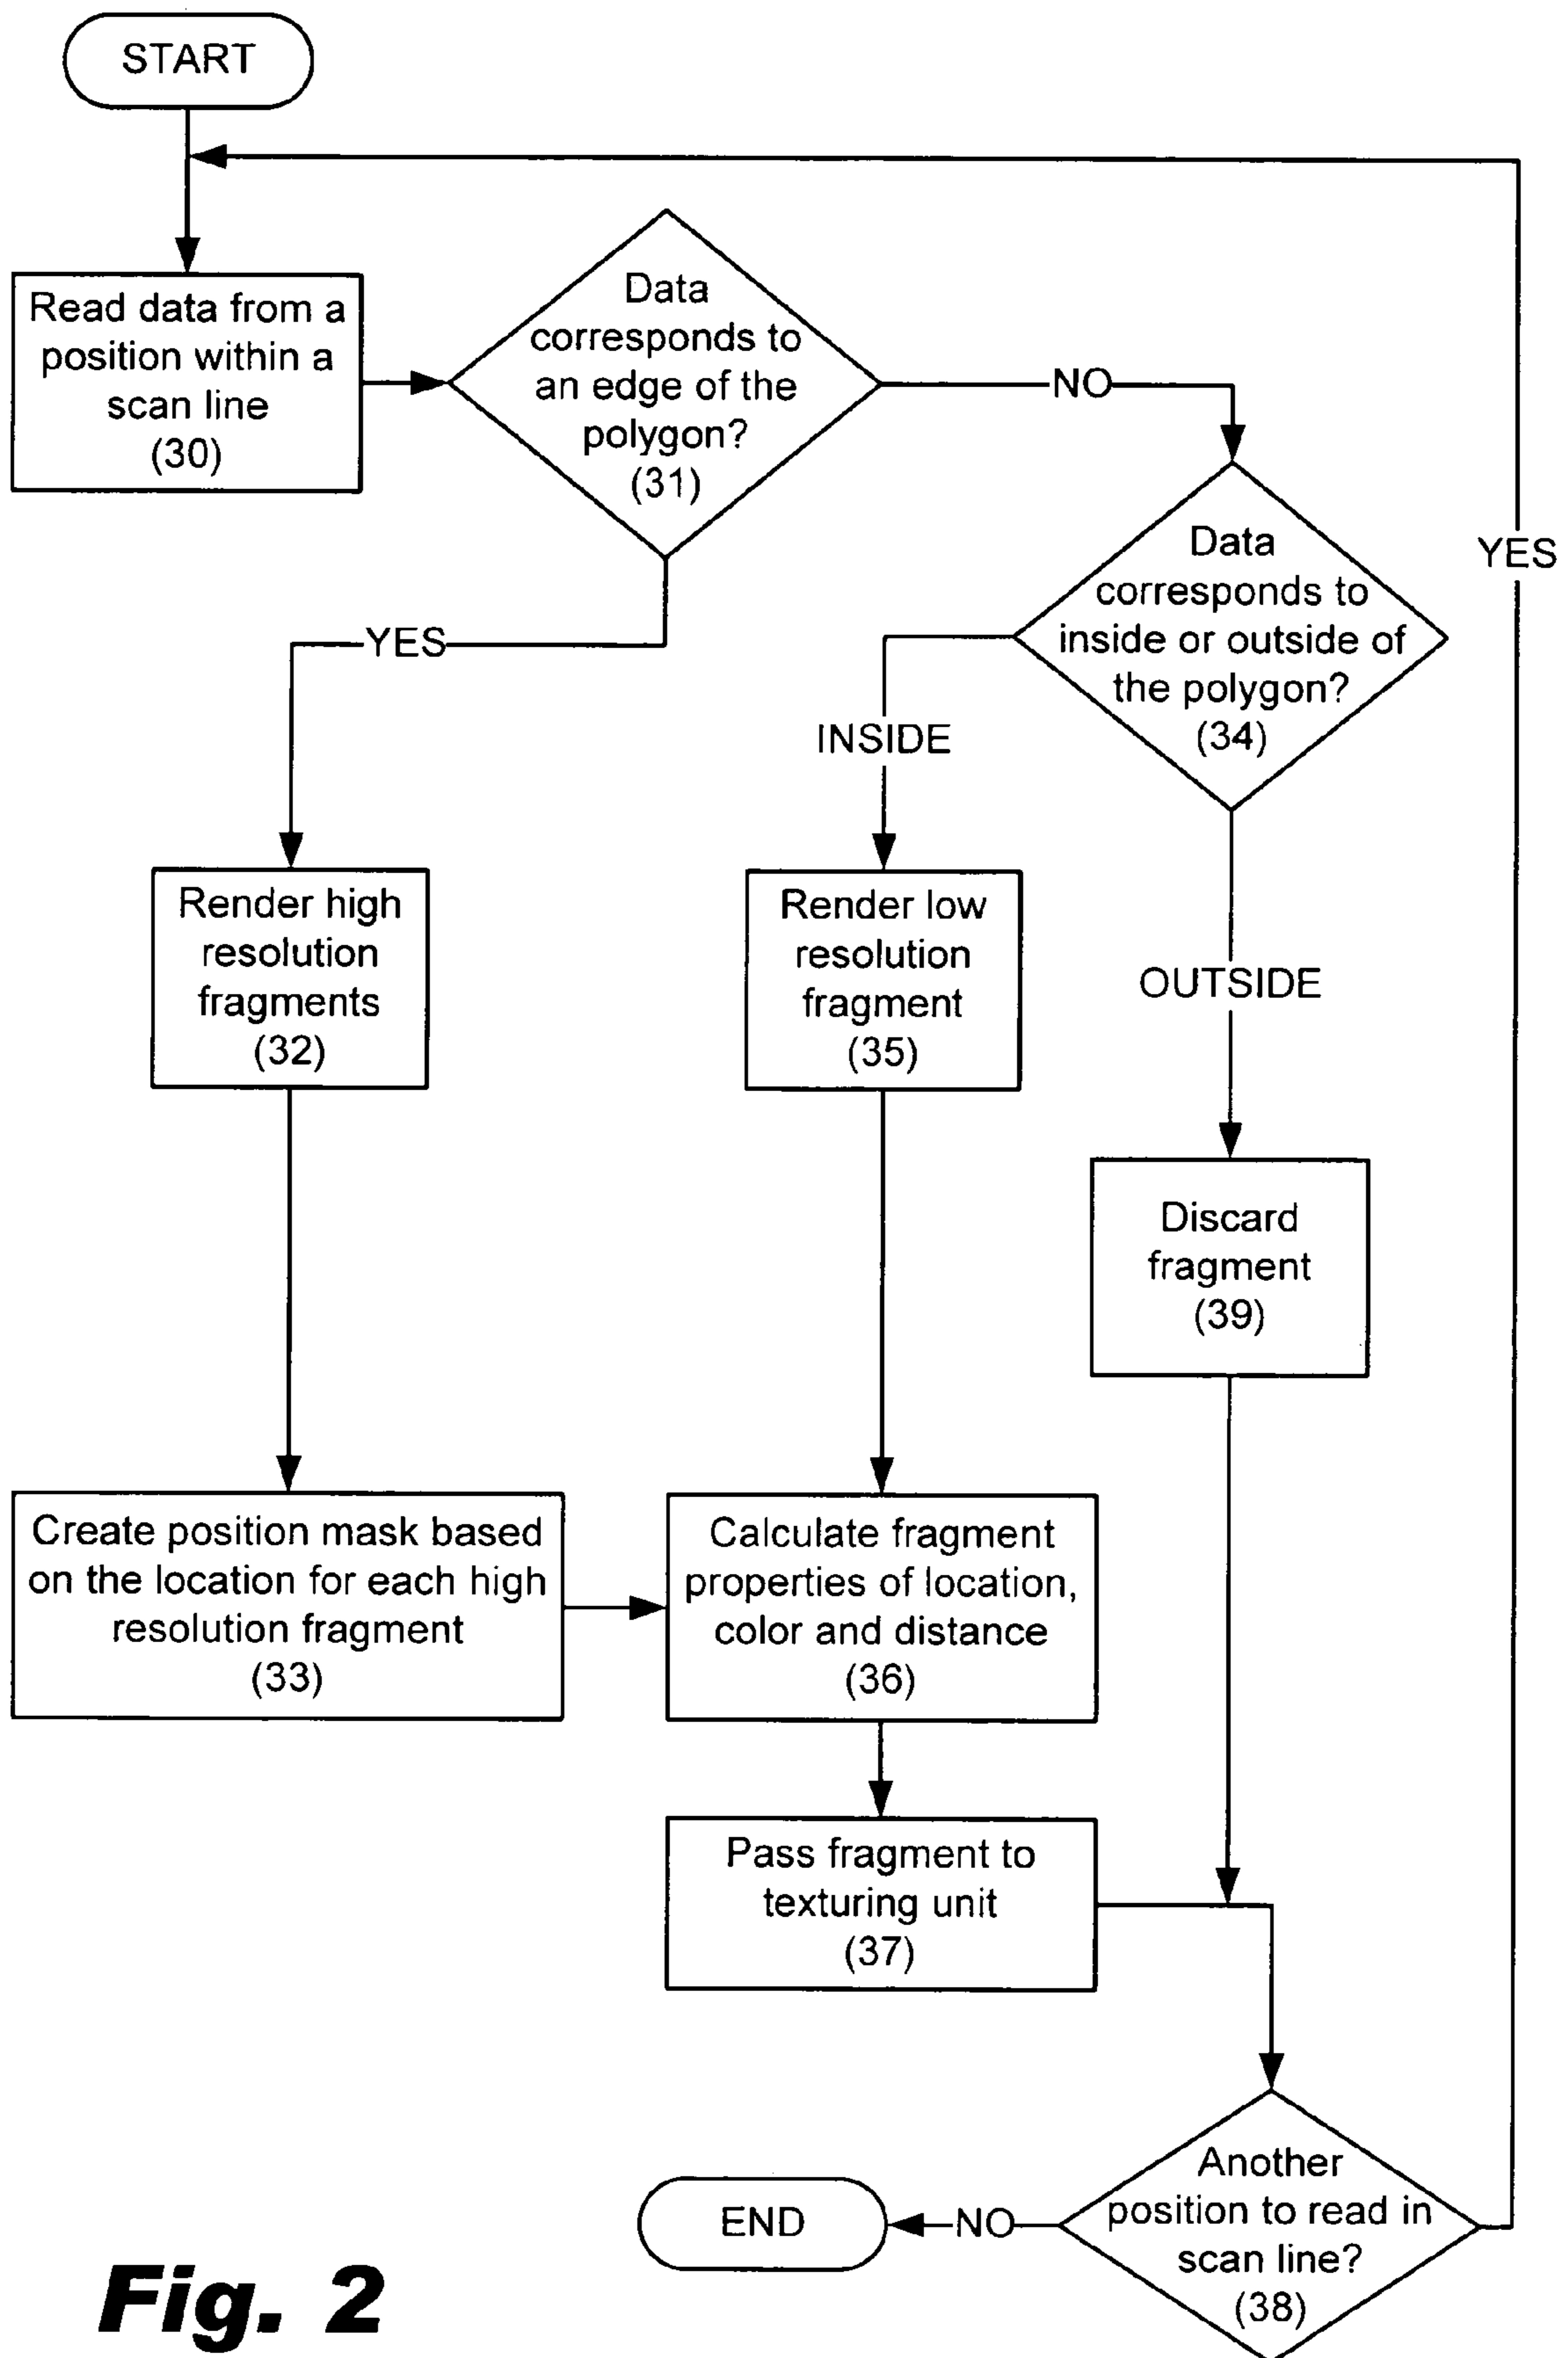 START
Read data from a
position within a
scan line
(30)
Data
corresponds to
an edge of the
polygon?
(31)
NO
Data
corresponds to
inside or outside of
the polygon?
(34)
YES
YES
INSIDE
OUTSIDE
Render high
resolution
fragments
(32)
Render low
resolution
fragment
(35)
Discard
fragment
(39)
Create position mask based
on the location for each high
resolution fragment
(33)
Calculate fragment
properties of location,
color and distance
(36)
Pass fragment to
texturing unit
(37)
Another
position to read in
scan line?
(38)
NO
END
Fig. 2